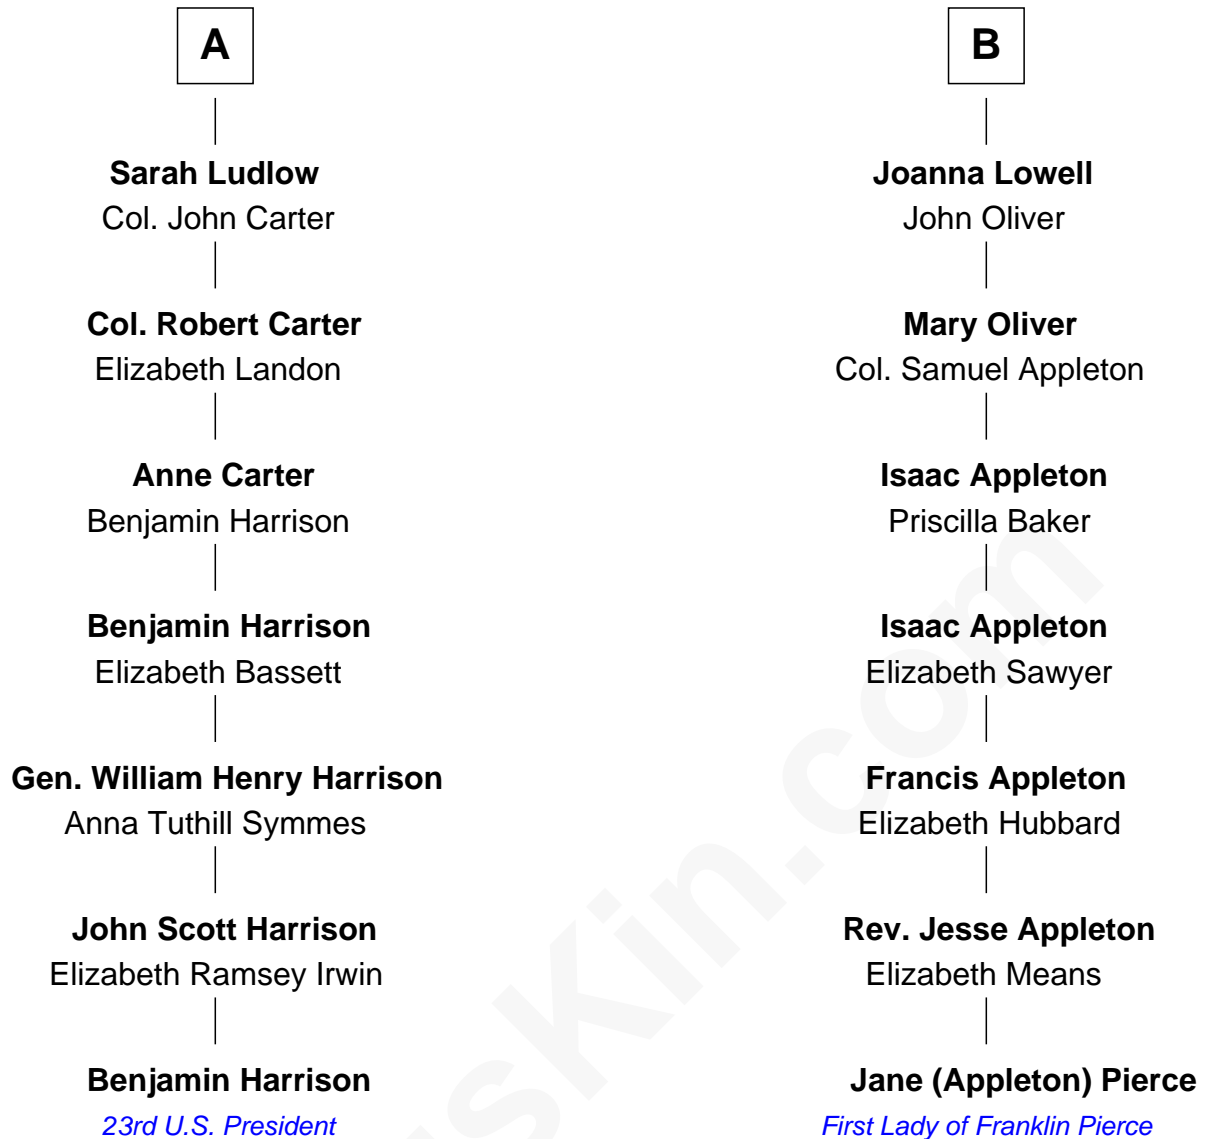 A
Sarah Ludlow
Col. John Carter
Col. Robert Carter
Elizabeth Landon
Anne Carter
Benjamin Harrison
Benjamin Harrison
Elizabeth Bassett
Gen. William Henry Harrison
Anna Tuthill Symmes
John Scott Harrison
Elizabeth Ramsey Irwin
Benjamin Harrison
23rd U.S. President
B
Joanna Lowell
John Oliver
Mary Oliver
Col. Samuel Appleton
Isaac Appleton
Priscilla Baker
Isaac Appleton
Elizabeth Sawyer
Francis Appleton
Elizabeth Hubbard
Rev. Jesse Appleton
Elizabeth Means
Jane (Appleton) Pierce
First Lady of Franklin Pierce